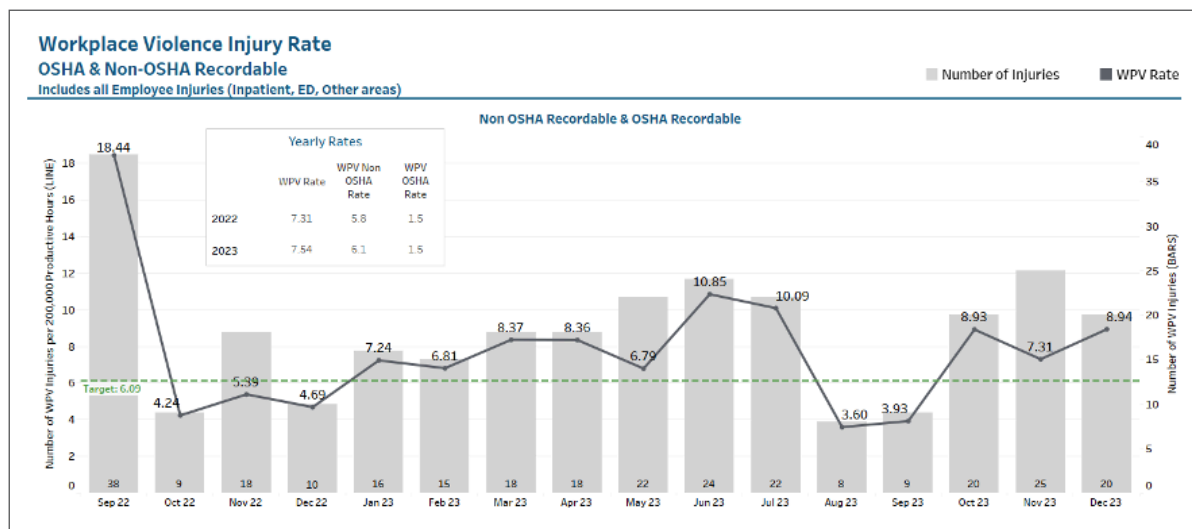 Workplace Violence Injury Rate
OSHA & Non-OSHA Recordable
Includes all Employee Injuries (Inpatient, ED, Other areas)
Number of Injuries
WPV Rate
Non OSHA Recordable & OSHA Recordable
Yearly Rates
WPV Rate
WPV Non OSHA Rate
WPV OSHA Rate
2022 7.31 5.8 1.5
2023 7.54 6.1 1.5
Number of WPV Injuries per 200,000 Productive Hours (LINE)
18
16
14
12
10
8
6
4
2
0
Target: 6.09
18.44
4.24
5.39
4.69
7.24
6.81
8.37
8.36
6.79
10.85
10.09
3.60
3.93
8.93
7.31
8.94
40
35
30
25
20
15
10
5
0
Number of WPV Injuries (BARS)
38 9 18 10 16 15 18 18 22 24 22 8 9 20 25 20
Sep 22 Oct 22 Nov 22 Dec 22 Jan 23 Feb 23 Mar 23 Apr 23 May 23 Jun 23 Jul 23 Aug 23 Sep 23 Oct 23 Nov 23 Dec 23